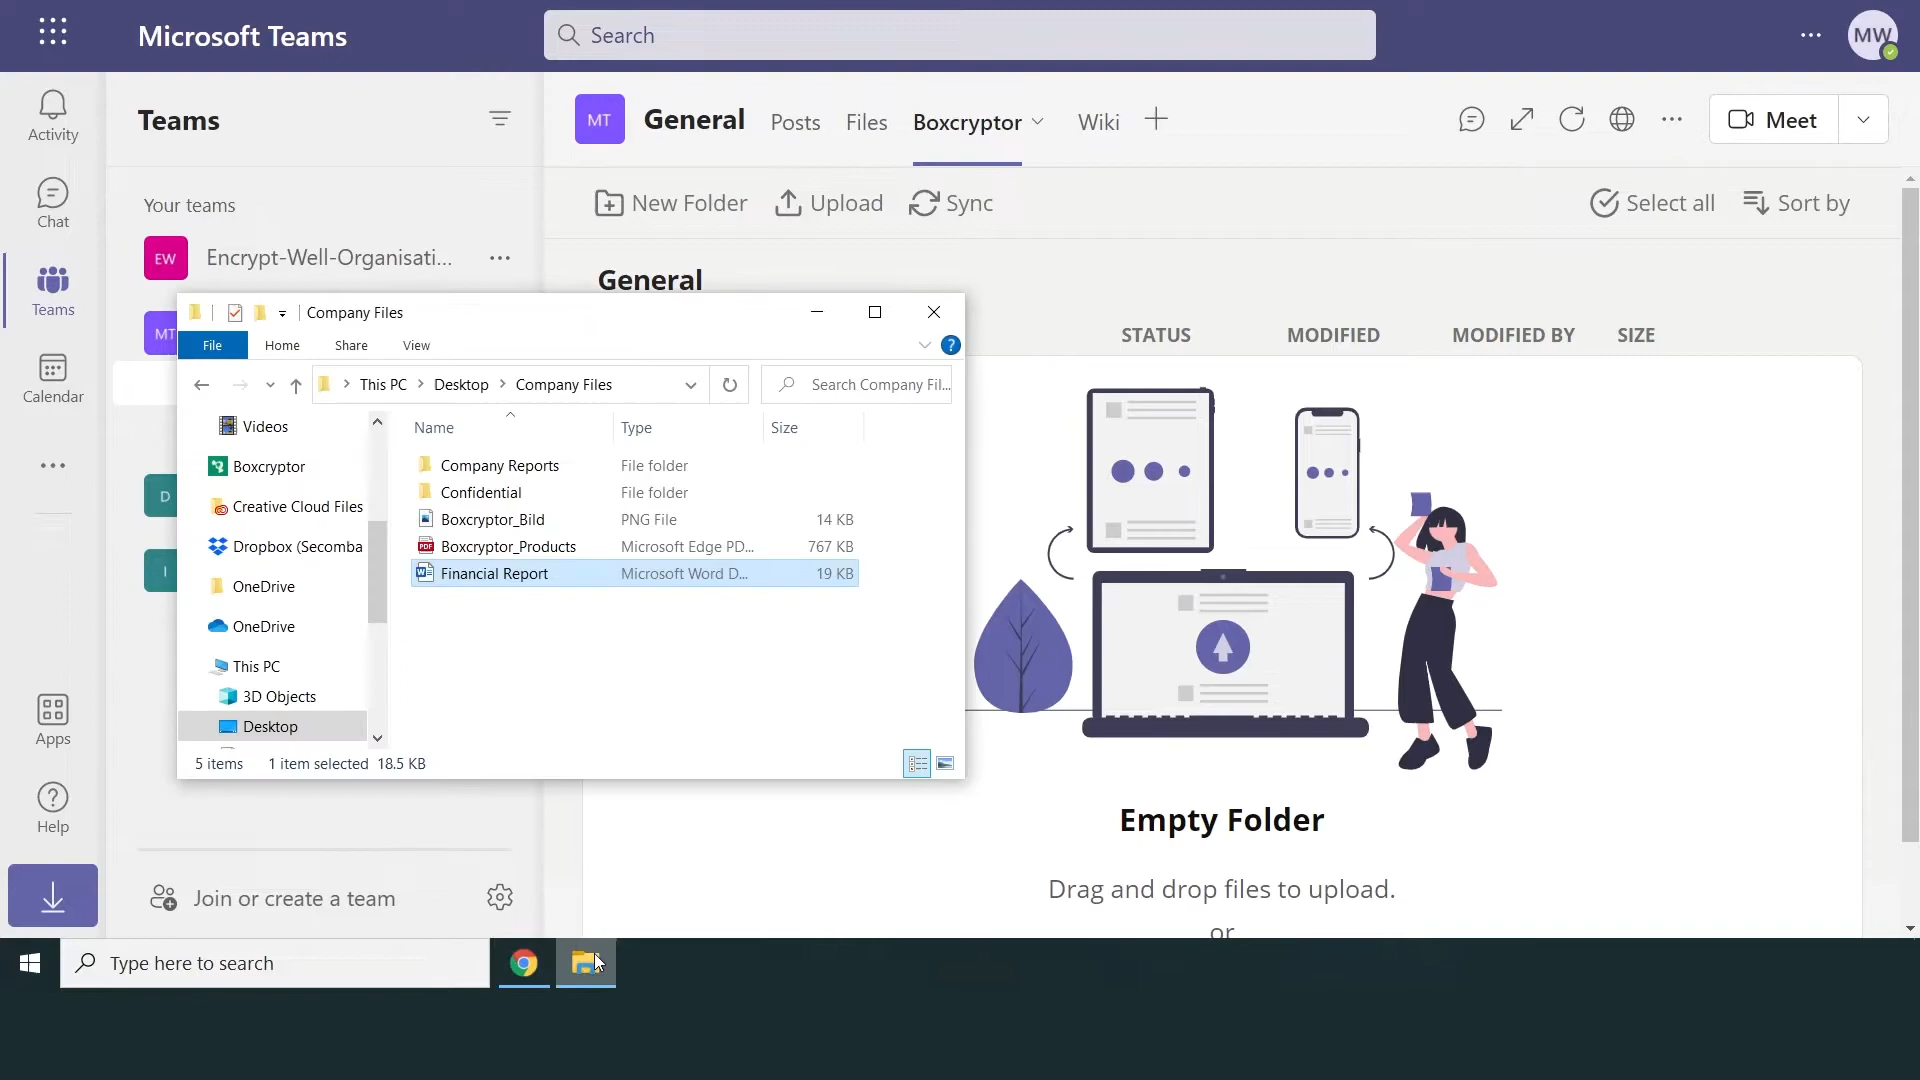 Microsoft Teams
Search
MW
Activity
Chat
Teams
Calendar
Apps
Help
Teams
Your teams
EW
Encrypt-Well-Organisati...
MT
D
I
Join or create a team
MT
General
Posts
Files
Boxcryptor
Wiki
Meet
New Folder
Upload
Sync
Select all
Sort by
General
STATUS
MODIFIED
MODIFIED BY
SIZE
Company Files
File
Home
Share
View
?
This PC
Desktop
Company Files
Search Company Fil...
Videos
Boxcryptor
Creative Cloud Files
Dropbox (Secomba
OneDrive
OneDrive
This PC
3D Objects
Desktop
Name
Type
Size
Company Reports File folder
Confidential File folder
Boxcryptor_Bild PNG File 14 KB
PDF Boxcryptor_Products Microsoft Edge PD... 767 KB
Financial Report Microsoft Word D... 19 KB
5 items 1 item selected 18.5 KB
Empty Folder
Drag and drop files to upload.
or
Type here to search